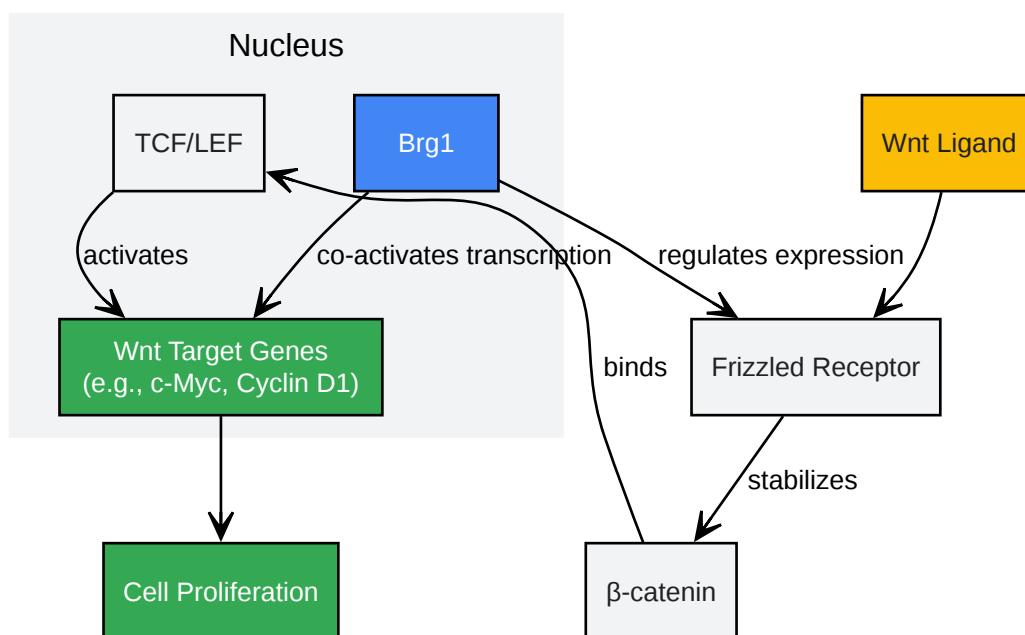 Nucleus
TCF/LEF
Brg1
Wnt Ligand
activates
co-activates transcription
regulates expression
Wnt Target Genes
(e.g., c-Myc, Cyclin D1)
binds
Frizzled Receptor
stabilizes
Cell Proliferation
β-catenin